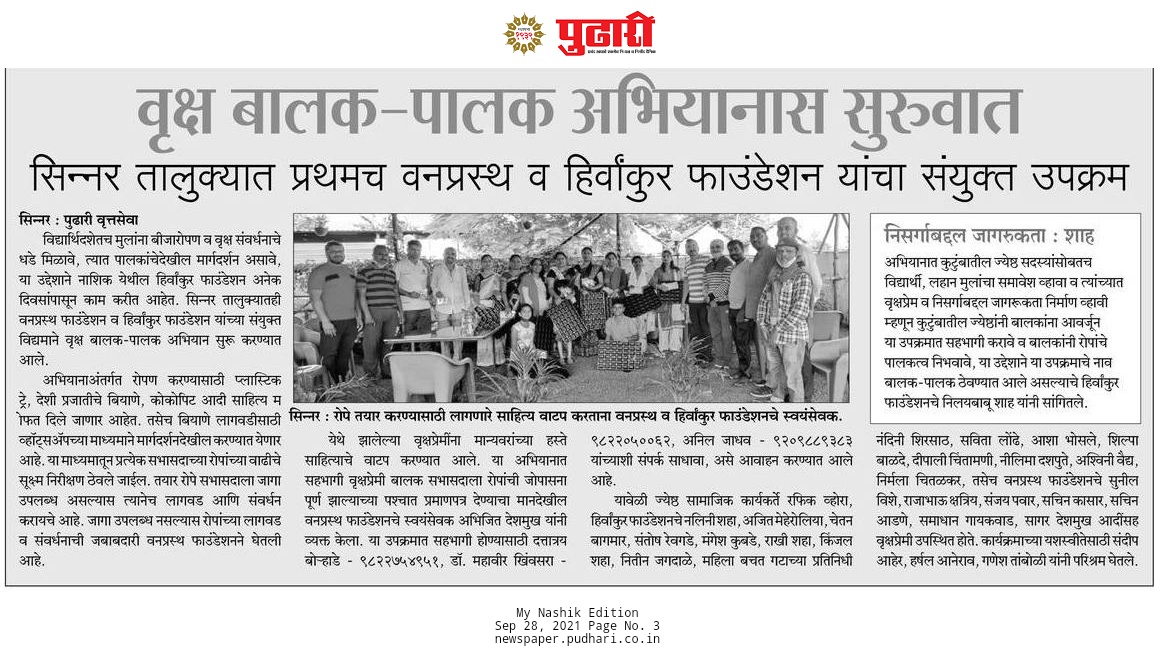 पुढारी
वृक्ष बालक-पालक अभियानास सुरुवात
सिन्नर तालुक्यात प्रथमच वनप्रस्थ व हिर्वांकुर फाउंडेशन यांचा संयुक्त उपक्रम
सिन्नर : पुढारी वृत्तसेवा
विद्यार्थिदशेतच मुलांना बीजारोपण व वृक्ष संवर्धनाचे
धडे मिळावे, त्यात पालकांचेदेखील मार्गदर्शन असावे,
या उद्देशाने नाशिक येथील हिर्वांकुर फाउंडेशन अनेक
दिवसांपासून काम करीत आहेत. सिन्नर तालुक्यातही
वनप्रस्थ फाउंडेशन व हिर्वांकुर फाउंडेशन यांच्या संयुक्त
विद्यमाने वृक्ष बालक-पालक अभियान सुरू करण्यात
आले.
अभियानाअंतर्गत रोपण करण्यासाठी प्लास्टिक
ट्रे, देशी प्रजातीचे बियाणे, कोकोपिट आदी साहित्य म
ोफत दिले जाणार आहेत. तसेच बियाणे लागवडीसाठी
व्हॉट्सअॅपच्या माध्यमाने मार्गदर्शनदेखील करण्यात येणार
आहे. या माध्यमातून प्रत्येक सभासदाच्या रोपांच्या वाढीचे
सूक्ष्म निरीक्षण ठेवले जाईल. तयार रोपे सभासदाला जागा
उपलब्ध असल्यास त्यानेच लागवड आणि संवर्धन
करायचे आहे. जागा उपलब्ध नसल्यास रोपांच्या लागवड
व संवर्धनाची जबाबदारी वनप्रस्थ फाउंडेशनने घेतली
आहे.
सिन्नर : रोपे तयार करण्यासाठी लागणारे साहित्य वाटप करताना वनप्रस्थ व हिर्वांकुर फाउंडेशनचे स्वयंसेवक.
येथे झालेल्या वृक्षप्रेमींना मान्यवरांच्या हस्ते
साहित्याचे वाटप करण्यात आले. या अभियानात
सहभागी वृक्षप्रेमी बालक सभासदाला रोपांची जोपासना
पूर्ण झाल्याच्या पश्चात प्रमाणपत्र देण्याचा मानदेखील
वनप्रस्थ फाउंडेशनचे स्वयंसेवक अभिजित देशमुख यांनी
व्यक्त केला. या उपक्रमात सहभागी होण्यासाठी दत्तात्रय
बोऱ्हाडे - ९८२२७५४९५१, डॉ. महावीर खिंवसरा -
९८२२०५००६२, अनिल जाधव - ९२०९८८९३८३
यांच्याशी संपर्क साधावा, असे आवाहन करण्यात आले
आहे.
यावेळी ज्येष्ठ सामाजिक कार्यकर्ते रफिक व्होरा,
हिर्वांकुर फाउंडेशनचे नलिनी शहा, अजित मेहेरोलिया, चेतन
बागमार, संतोष रेवगडे, मंगेश कुबडे, राखी शहा, किंजल
शहा, नितीन जगदाळे, महिला बचत गटाच्या प्रतिनिधी
निसर्गाबद्दल जागरुकता : शाह
अभियानात कुटुंबातील ज्येष्ठ सदस्यांसोबतच
विद्यार्थी, लहान मुलांचा समावेश व्हावा व त्यांच्यात
वृक्षप्रेम व निसर्गाबद्दल जागरूकता निर्माण व्हावी
म्हणून कुटुंबातील ज्येष्ठांनी बालकांना आवर्जून
या उपक्रमात सहभागी करावे व बालकांनी रोपांचे
पालकत्व निभवावे, या उद्देशाने या उपक्रमाचे नाव
बालक-पालक ठेवण्यात आले असल्याचे हिर्वांकुर
फाउंडेशनचे निलयबाबू शाह यांनी सांगितले.
नंदिनी शिरसाठ, सविता लोंढे, आशा भोसले, शिल्पा
बाळदे, दीपाली चिंतामणी, नीलिमा दशपुते, अश्विनी वैद्य,
निर्मला चितळकर, तसेच वनप्रस्थ फाउंडेशनचे सुनील
विशे, राजाभाऊ क्षत्रिय, संजय पवार, सचिन कासार, सचिन
आडणे, समाधान गायकवाड, सागर देशमुख आदींसह
वृक्षप्रेमी उपस्थित होते. कार्यक्रमाच्या यशस्वीतेसाठी संदीप
आहेर, हर्षल आनेराव, गणेश तांबोळी यांनी परिश्रम घेतले.
My Nashik Edition
Sep 28, 2021 Page No. 3
newspaper.pudhari.co.in